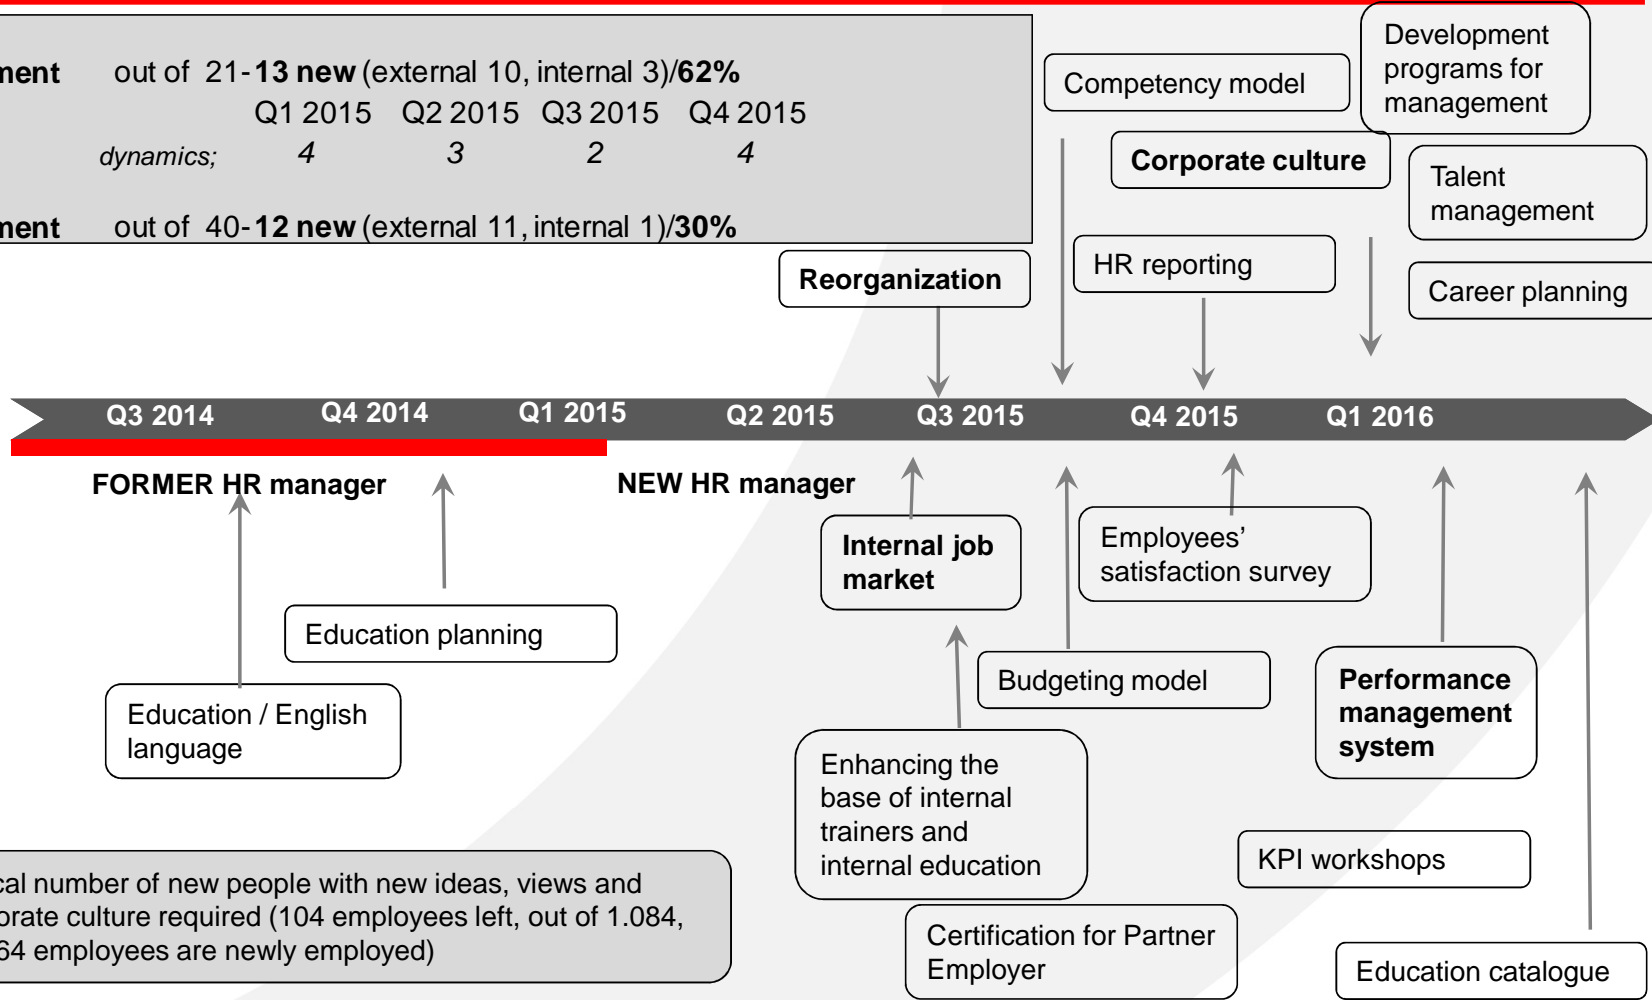 ment out of 21-13 new (external 10, internal 3)/62%
Q1 2015 Q2 2015 Q3 2015 Q4 2015
dynamics; 4 3 2 4
ment out of 40-12 new (external 11, internal 1)/30%
Development
programs for
management
Competency model
Corporate culture
Talent
management
HR reporting
Reorganization
Career planning
Q3 2014 Q4 2014 Q1 2015 Q2 2015 Q3 2015 Q4 2015 Q1 2016
FORMER HR manager NEW HR manager
Internal job
market
Employees’
satisfaction survey
Education planning
Budgeting model
Performance
management
system
Education / English
language
Enhancing the
base of internal
trainers and
internal education
KPI workshops
cal number of new people with new ideas, views and
orate culture required (104 employees left, out of 1.084,
64 employees are newly employed)
Certification for Partner
Employer
Education catalogue